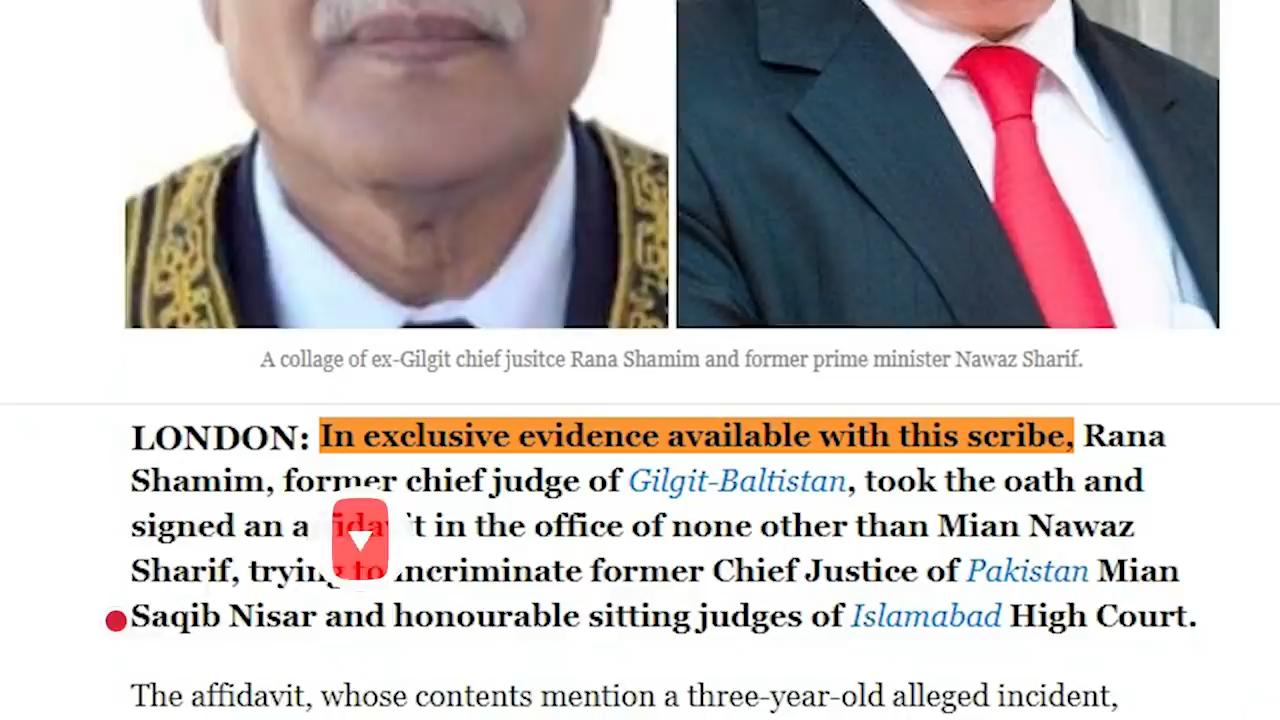 A collage of ex-Gilgit chief jusitce Rana Shamim and former prime minister Nawaz Sharif.
LONDON: In exclusive evidence available with this scribe, Rana
Shamim, former chief judge of Gilgit-Baltistan, took the oath and
signed an affidavit in the office of none other than Mian Nawaz
Sharif, trying to incriminate former Chief Justice of Pakistan Mian
Saqib Nisar and honourable sitting judges of Islamabad High Court.
The affidavit, whose contents mention a three-year-old alleged incident,